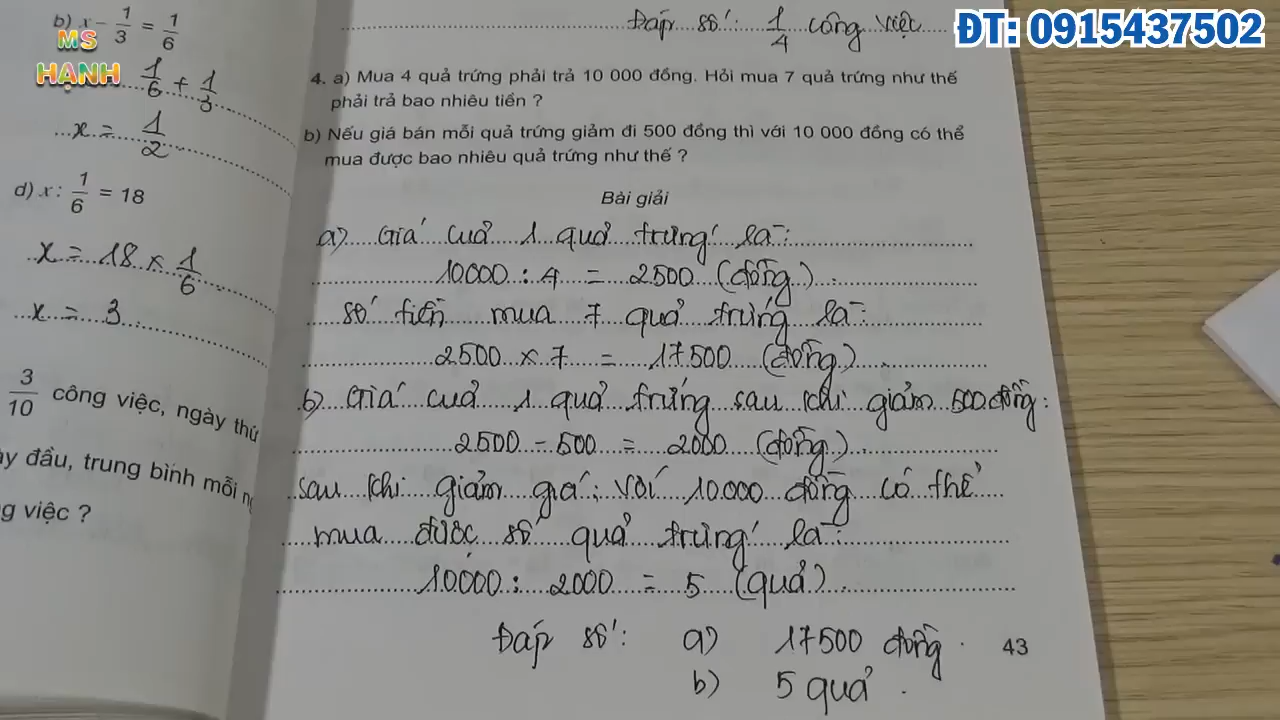 b) x - 1/3 = 1/6
MS
HẠNH
1/6 + 1/3
x = 1/2
d) x : 1/6 = 18
x = 18 × 1/6
x = 3
3/10 công việc, ngày thứ
ày đầu, trung bình mỗi n
g việc ?
Đáp số: 1/4 công việc
ĐT: 0915437502
4. a) Mua 4 quả trứng phải trả 10 000 đồng. Hỏi mua 7 quả trứng như thế
phải trả bao nhiêu tiền ?
b) Nếu giá bán mỗi quả trứng giảm đi 500 đồng thì với 10 000 đồng có thể
mua được bao nhiêu quả trứng như thế ?
Bài giải
a) Giá của 1 quả trứng là:
10000 : 4 = 2500 (đồng)
Số tiền mua 7 quả trứng là:
2500 × 7 = 17500 (đồng)
b) Giá của 1 quả trứng sau khi giảm 500 đồng:
2500 - 500 = 2000 (đồng)
Sau khi giảm giá, với 10000 đồng có thể
mua được số quả trứng là:
10000 : 2000 = 5 (quả)
Đáp số: a) 17500 đồng.
b) 5 quả.
43